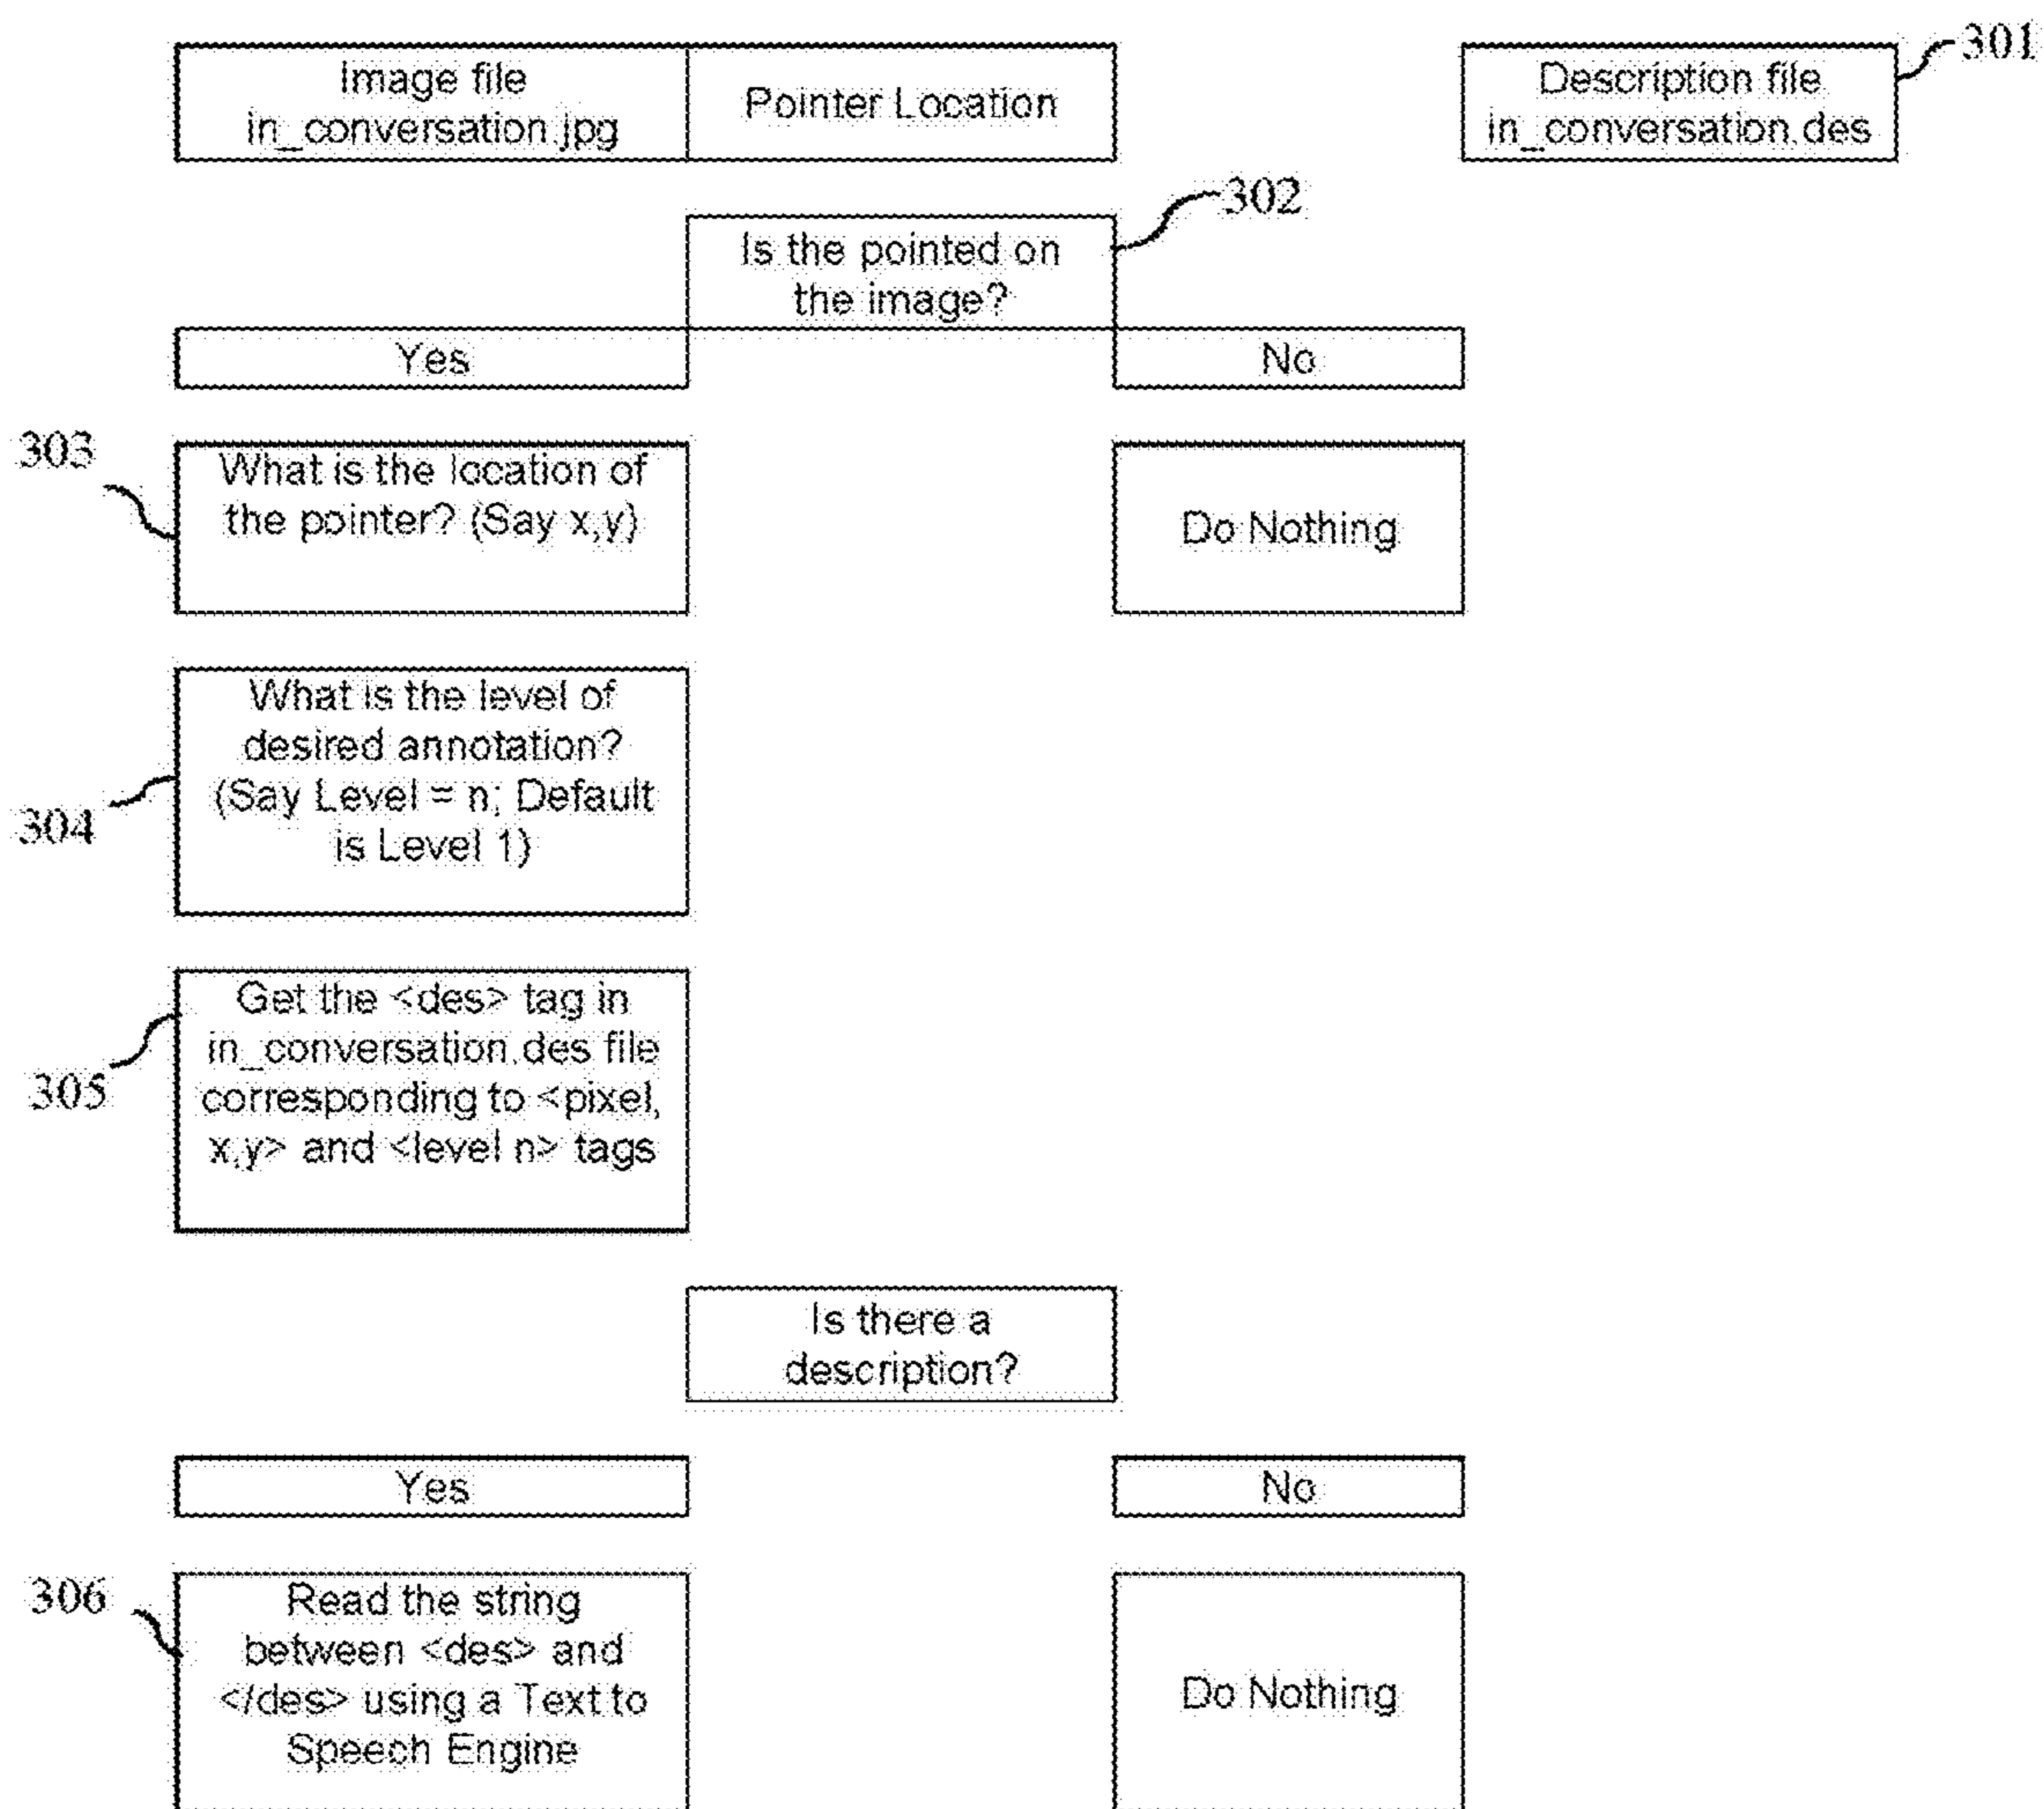 Image file
in_conversation.jpg
Pointer Location
Description file
in_conversation.des
301
Is the pointed on
the image?
302
Yes
No
303
What is the location of
the pointer? (Say x,y)
Do Nothing
304
What is the level of
desired annotation?
(Say Level = n; Default
is Level 1)
305
Get the <des> tag in
in_conversation.des file
corresponding to <pixel,
x,y> and <level n> tags
Is there a
description?
Yes
No
306
Read the string
between <des> and
</des> using a Text to
Speech Engine
Do Nothing